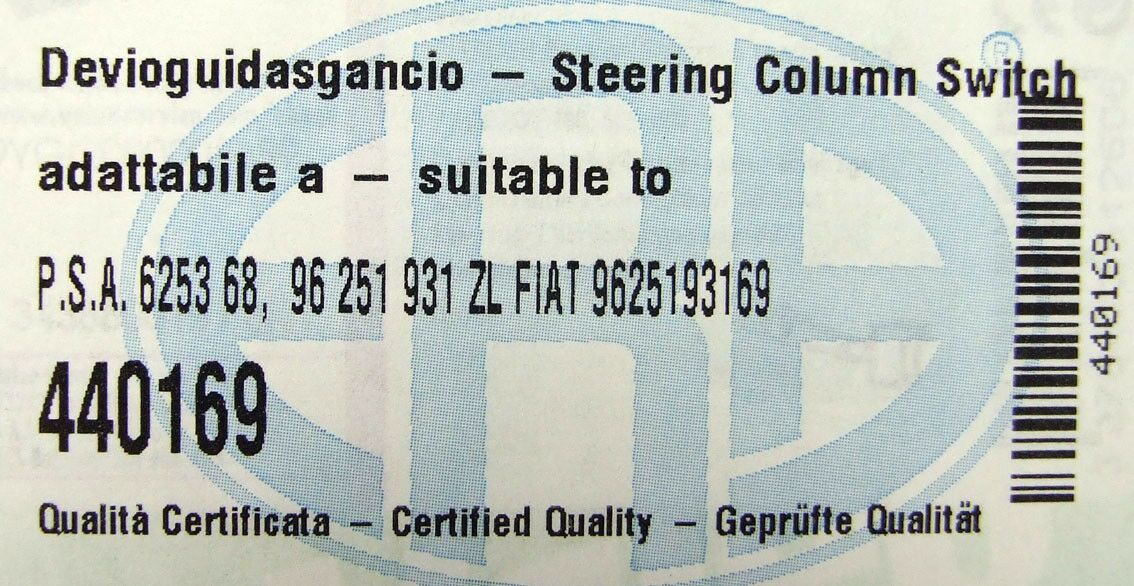 Devioguidasgancio – Steering Column Switch
adattabile a – suitable to
P.S.A. 6253 68, 96 251 931 ZL FIAT 9625193169
440169
Qualità Certificata – Certified Quality – Geprüfte Qualität
440169
ERA
®